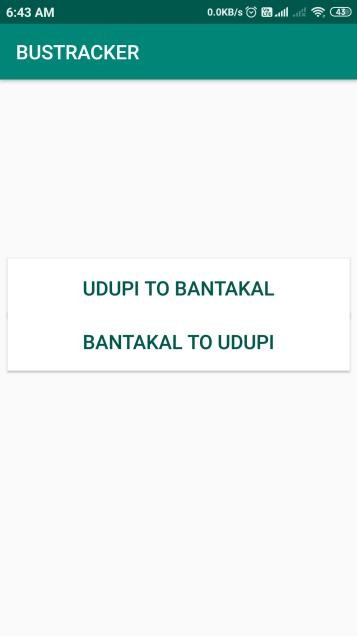 6:43 AM 0.0KB/s 43
BUSTRACKER
UDUPI TO BANTAKAL
BANTAKAL TO UDUPI